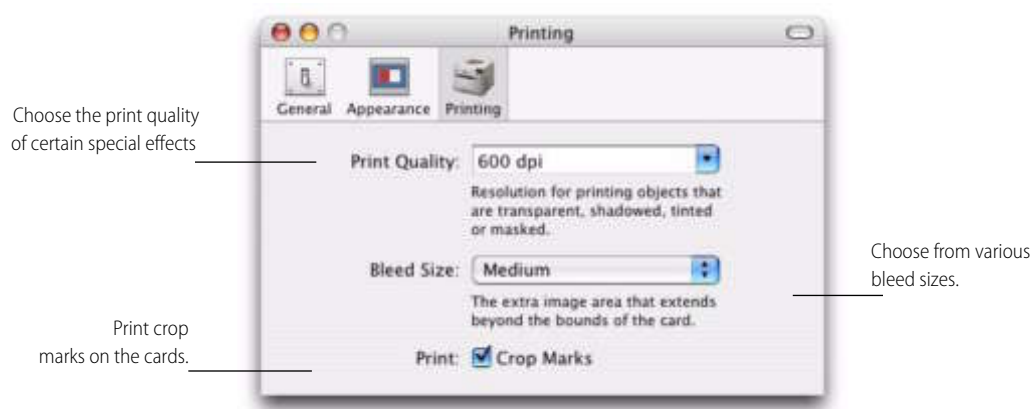 Printing
General Appearance Printing
Choose the print quality
of certain special effects
Print Quality: 600 dpi
Resolution for printing objects that
are transparent, shadowed, tinted
or masked.
Bleed Size: Medium
Choose from various
bleed sizes.
The extra image area that extends
beyond the bounds of the card.
Print crop
marks on the cards.
Print: Crop Marks